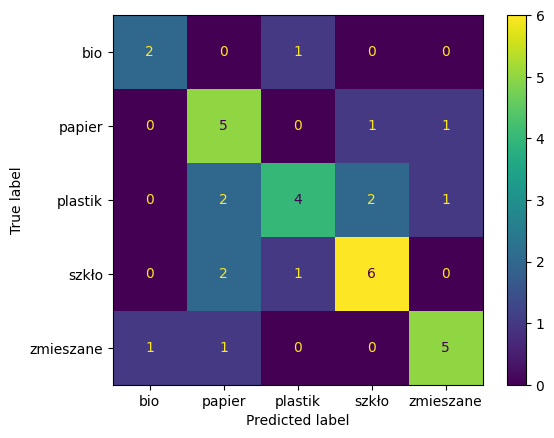 bio 2 0 1 0 0
papier 0 5 0 1 1
plastik 0 2 4 2 1
szkło 0 2 1 6 0
zmieszane 1 1 0 0 5
bio papier plastik szkło zmieszane
Predicted label
True label
6
5
4
3
2
1
0